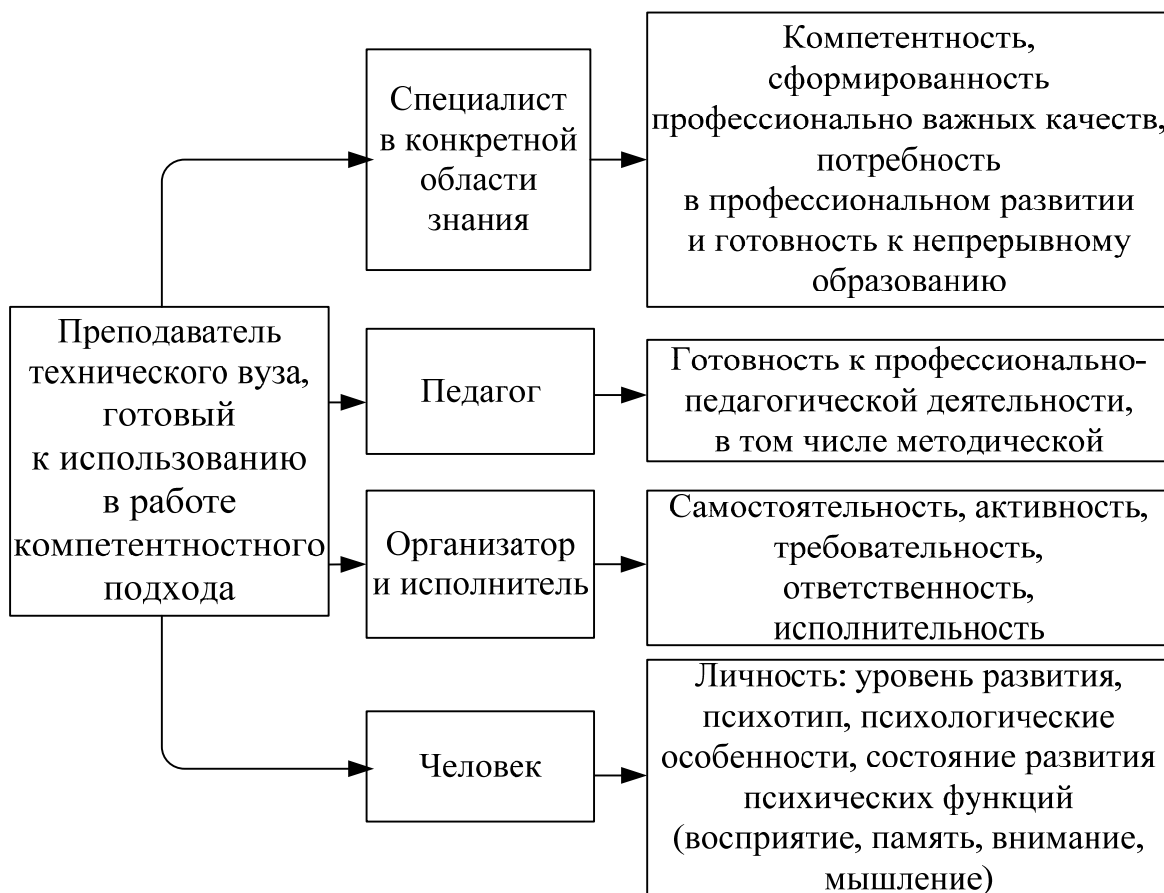 Преподаватель
технического вуза,
готовый
к использованию
в работе
компетентностного
подхода
Специалист
в конкретной
области
знания
Компетентность,
сформированность
профессионально важных качеств,
потребность
в профессиональном развитии
и готовность к непрерывному
образованию
Педагог
Готовность к профессионально-
педагогической деятельности,
в том числе методической
Организатор
и исполнитель
Самостоятельность, активность,
требовательность,
ответственность,
исполнительность
Человек
Личность: уровень развития,
психотип, психологические
особенности, состояние развития
психических функций
(восприятие, память, внимание,
мышление)